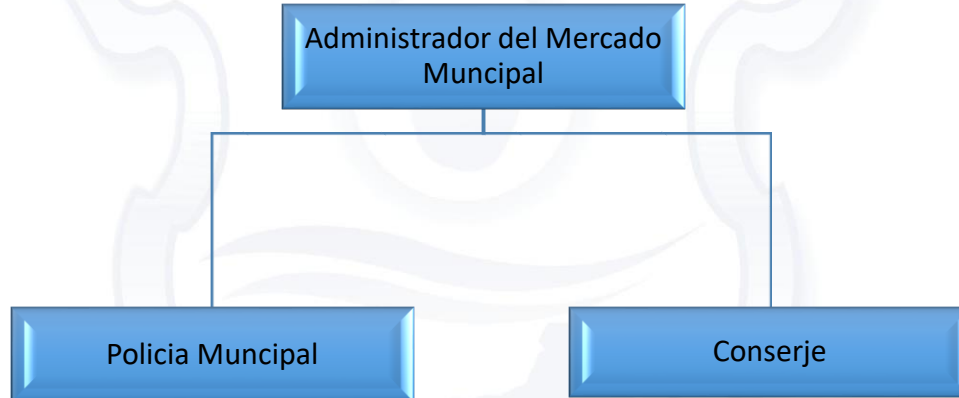 Administrador del Mercado
Muncipal
Policia Muncipal
Conserje